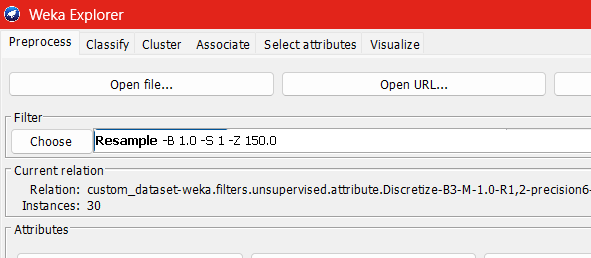 Weka Explorer
Preprocess Classify Cluster Associate Select attributes Visualize
Open file... Open URL...
Filter
Choose Resample -B 1.0 -S 1 -Z 150.0
Current relation
Relation: custom_dataset-weka.filters.unsupervised.attribute.Discretize-B3-M-1.0-R1,2-precision6-
Instances: 30
Attributes